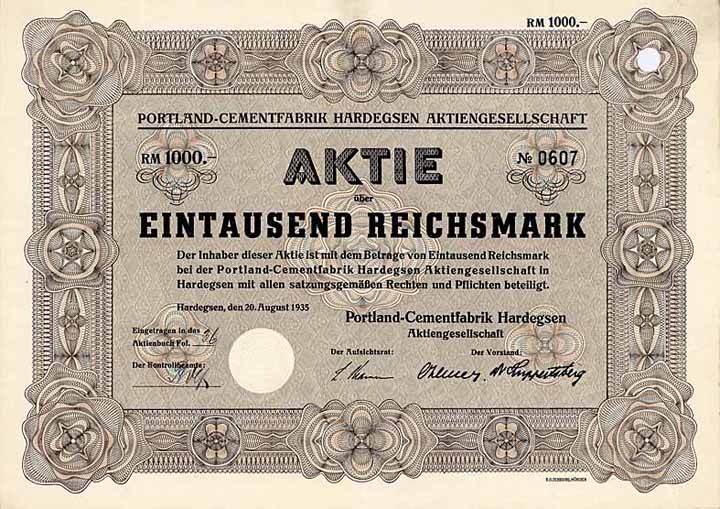 RM 1000.–
PORTLAND-CEMENTFABRIK HARDEGSEN AKTIENGESELLSCHAFT
RM 1000.–
AKTIE
№ 0607
über
EINTAUSEND REICHSMARK
Der Inhaber dieser Aktie ist mit dem Betrage von Eintausend Reichsmark
bei der Portland-Cementfabrik Hardegsen Aktiengesellschaft in
Hardegsen mit allen satzungsgemäßen Rechten und Pflichten beteiligt.
Hardegsen, den 20. August 1935
Portland-Cementfabrik Hardegsen
Aktiengesellschaft
Eingetragen in des
Aktienbuch Fol. 56
Der Kontrollbeamte:
Der Aufsichtsrat:
Der Vorstand: